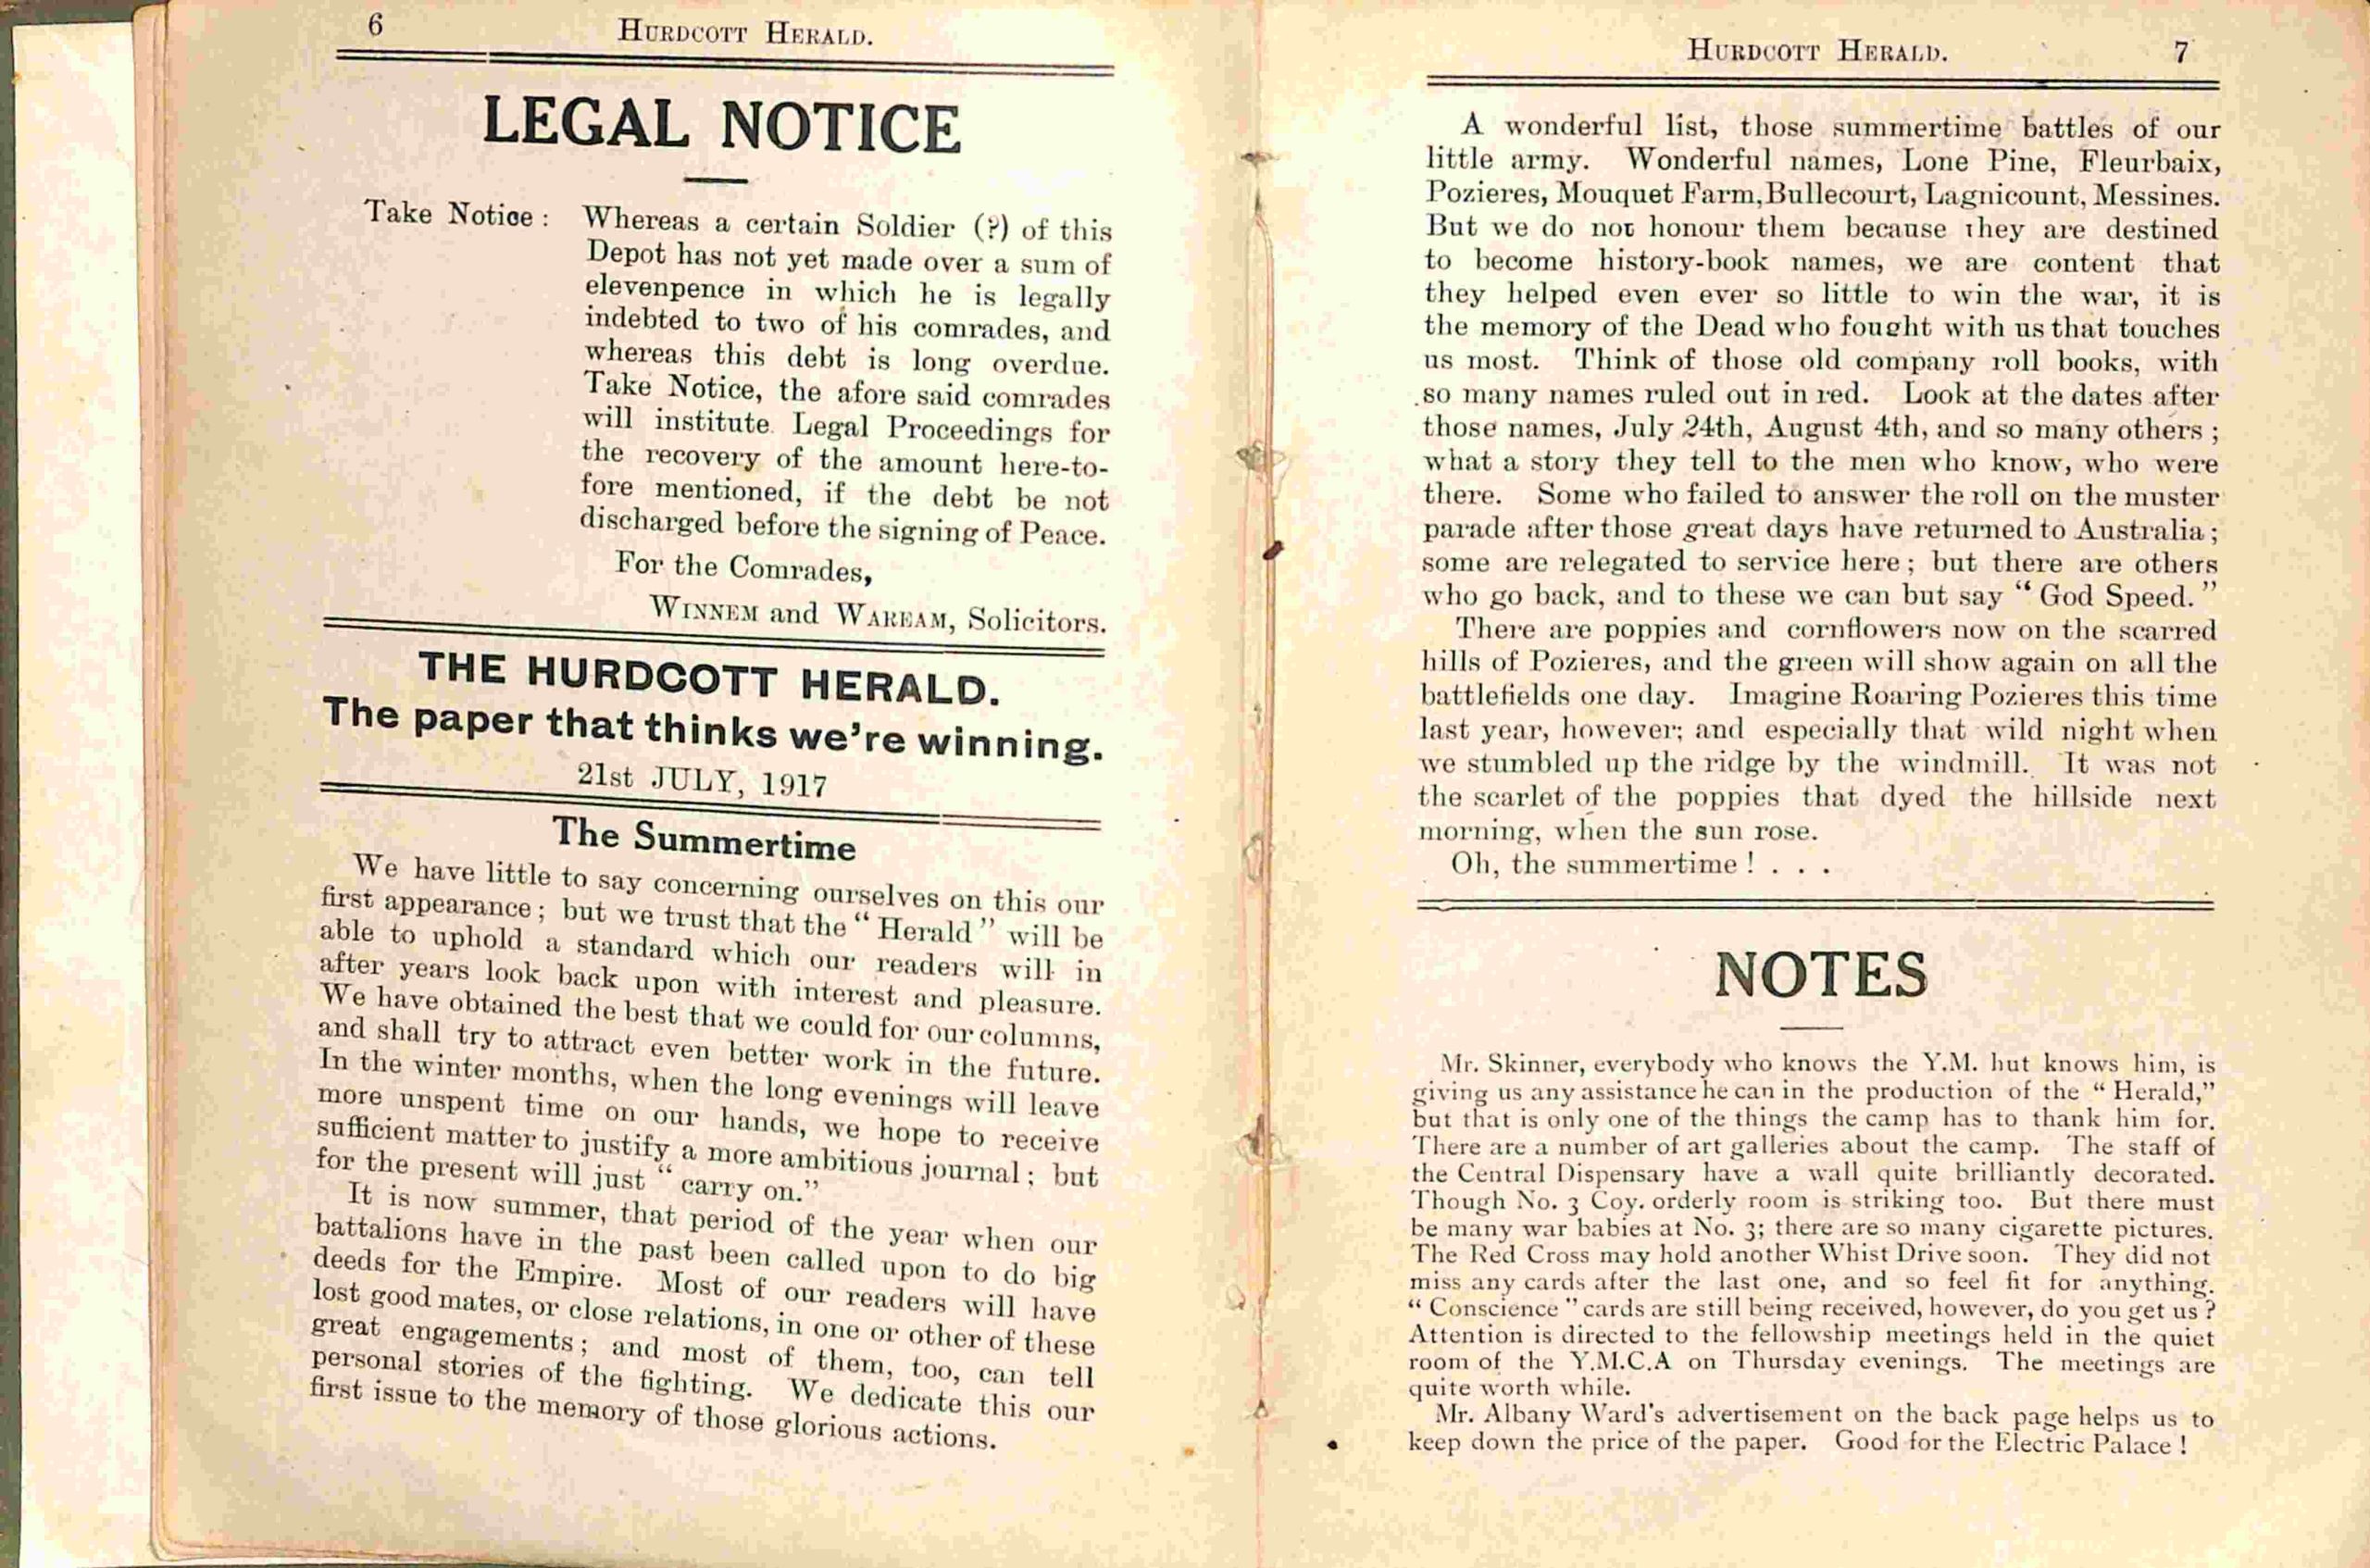 6
HURDCOTT HERALD.
LEGAL NOTICE
Take Notice : Whereas a certain Soldier (?) of this
Depot has not yet made over a sum of
elevenpence in which he is legally
indebted to two of his comrades, and
whereas this debt is long overdue.
Take Notice, the afore said comrades
will institute Legal Proceedings for
the recovery of the amount here-to-
fore mentioned, if the debt be not
discharged before the signing of Peace.
For the Comrades,
WINNEM and WAREAM, Solicitors.
THE HURDCOTT HERALD.
The paper that thinks we're winning.
21st JULY, 1917
The Summertime
We have little to say concerning ourselves on this our
first appearance ; but we trust that the " Herald " will be
able to uphold a standard which our readers will in
after years look back upon with interest and pleasure.
We have obtained the best that we could for our columns,
and shall try to attract even better work in the future.
In the winter months, when the long evenings will leave
more unspent time on our hands, we hope to receive
sufficient matter to justify a more ambitious journal ; but
for the present will just " carry on."
It is now summer, that period of the year when our
battalions have in the past been called upon to do big
deeds for the Empire. Most of our readers will have
lost good mates, or close relations, in one or other of these
great engagements ; and most of them, too, can tell
personal stories of the fighting. We dedicate this our
first issue to the memory of those glorious actions.
HURDCOTT HERALD.
7
A wonderful list, those summertime battles of our
little army. Wonderful names, Lone Pine, Fleurbaix,
Pozieres, Mouquet Farm, Bullecourt, Lagnicount, Messines.
But we do not honour them because they are destined
to become history-book names, we are content that
they helped even ever so little to win the war, it is
the memory of the Dead who fought with us that touches
us most. Think of those old company roll books, with
so many names ruled out in red. Look at the dates after
those names, July 24th, August 4th, and so many others ;
what a story they tell to the men who know, who were
there. Some who failed to answer the roll on the muster
parade after those great days have returned to Australia ;
some are relegated to service here ; but there are others
who go back, and to these we can but say " God Speed. "
There are poppies and cornflowers now on the scarred
hills of Pozieres, and the green will show again on all the
battlefields one day. Imagine Roaring Pozieres this time
last year, however; and especially that wild night when
we stumbled up the ridge by the windmill. It was not
the scarlet of the poppies that dyed the hillside next
morning, when the sun rose.
Oh, the summertime ! . . .
NOTES
Mr. Skinner, everybody who knows the Y.M. hut knows him, is
giving us any assistance he can in the production of the " Herald,"
but that is only one of the things the camp has to thank him for.
There are a number of art galleries about the camp. The staff of
the Central Dispensary have a wall quite brilliantly decorated.
Though No. 3 Coy. orderly room is striking too. But there must
be many war babies at No. 3; there are so many cigarette pictures.
The Red Cross may hold another Whist Drive soon. They did not
miss any cards after the last one, and so feel fit for anything.
" Conscience " cards are still being received, however, do you get us ?
Attention is directed to the fellowship meetings held in the quiet
room of the Y.M.C.A on Thursday evenings. The meetings are
quite worth while.
Mr. Albany Ward's advertisement on the back page helps us to
keep down the price of the paper. Good for the Electric Palace !